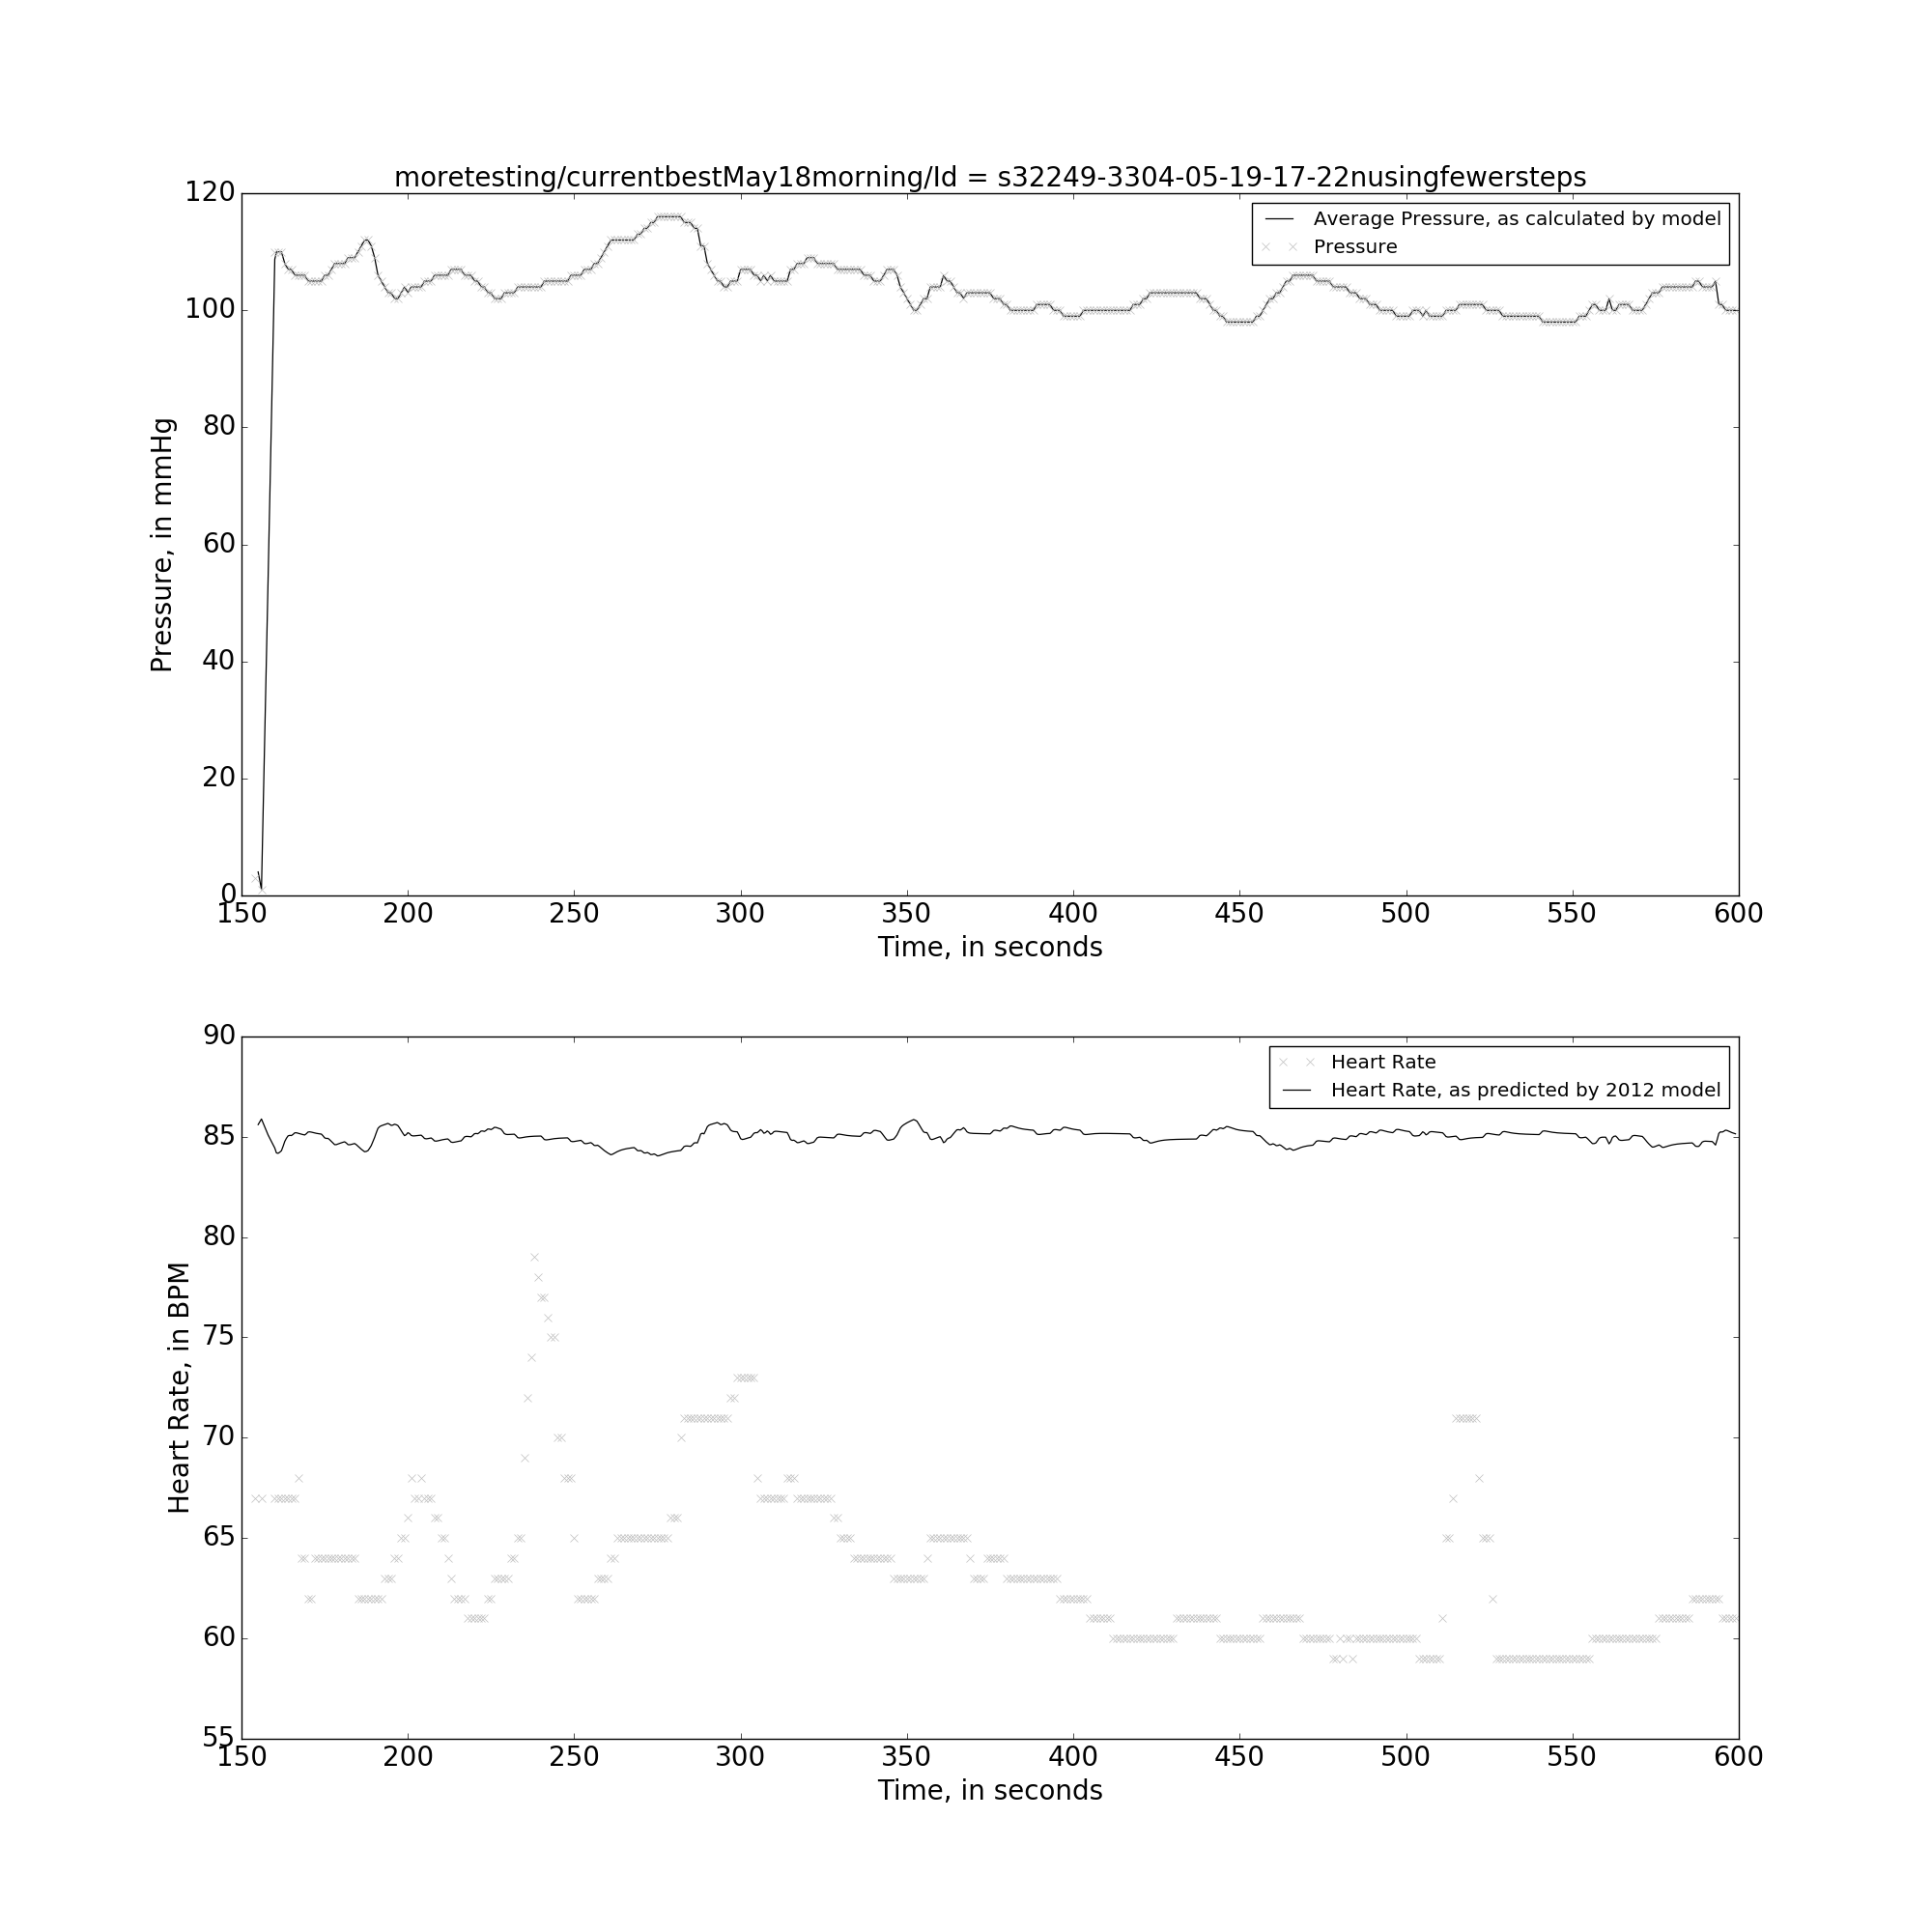 moretesting/currentbestMay18morning/Id = s32249-3304-05-19-17-22nusingfewersteps
120
100
80
60
40
20
0
Pressure, in mmHg
Average Pressure, as calculated by model
Pressure
150 200 250 300 350 400 450 500 550 600
Time, in seconds
90
85
80
75
70
65
60
55
Heart Rate, in BPM
Heart Rate
Heart Rate, as predicted by 2012 model
150 200 250 300 350 400 450 500 550 600
Time, in seconds